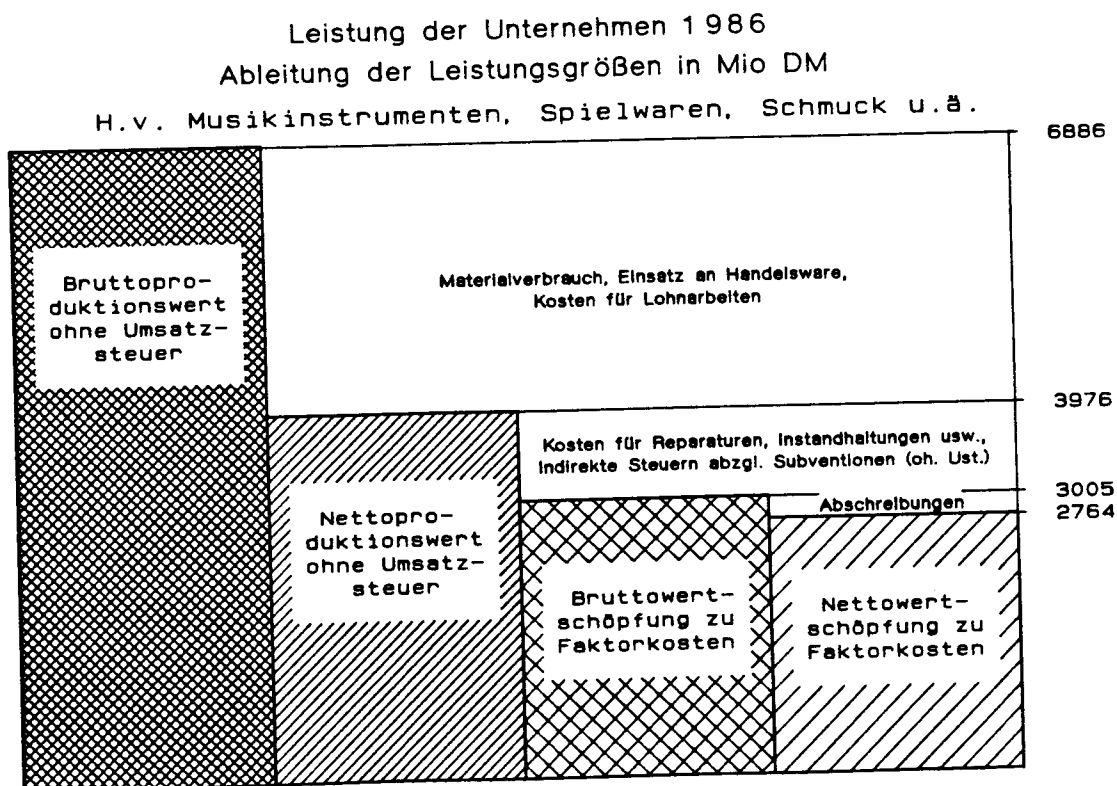 Leistung der Unternehmen 1986
Ableitung der Leistungsgrößen in Mio DM
H.v. Musikinstrumenten, Spielwaren, Schmuck u.ä.
6886
Bruttopro-
duktionswert
ohne Umsatz-
steuer
Materialverbrauch, Einsatz an Handelsware,
Kosten für Lohnarbeiten
3976
Kosten für Reparaturen, Instandhaltungen usw.,
Indirekte Steuern abzgl. Subventionen (oh. Ust.)
3005
Abschreibungen
2764
Nettopro-
duktionswert
ohne Umsatz-
steuer
Bruttowert-
schöpfung zu
Faktorkosten
Nettowert-
schöpfung zu
Faktorkosten